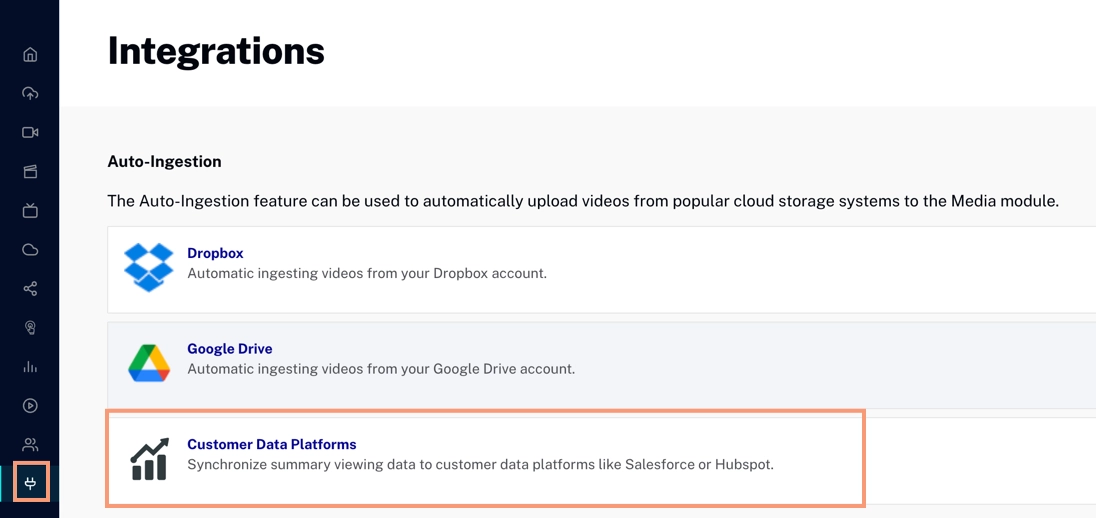 Integrations
Auto-Ingestion
The Auto-Ingestion feature can be used to automatically upload videos from popular cloud storage systems to the Media module.
Dropbox
Automatic ingesting videos from your Dropbox account.
Google Drive
Automatic ingesting videos from your Google Drive account.
Customer Data Platforms
Synchronize summary viewing data to customer data platforms like Salesforce or Hubspot.